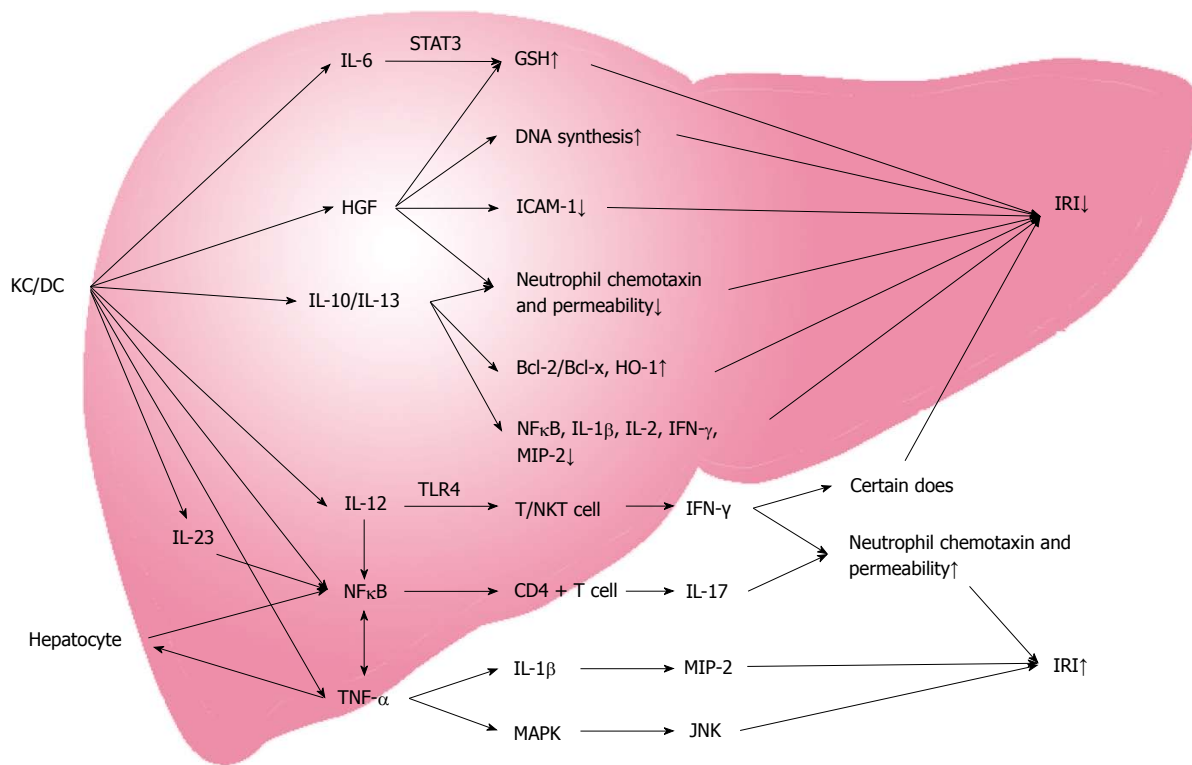 STAT3
IL-6
GSH↑
DNA synthesis↑
HGF
ICAM-1↓
IRI↓
KC/DC
IL-10/IL-13
Neutrophil chemotaxin
and permeability↓
Bcl-2/Bcl-x, HO-1↑
NFκB, IL-1β, IL-2, IFN-γ,
MIP-2↓
IL-12
TLR4
T/NKT cell
IFN-γ
Certain does
IL-23
Neutrophil chemotaxin and
permeability↑
NFκB
CD4 + T cell
IL-17
Hepatocyte
IL-1β
MIP-2
IRI↑
TNF-α
MAPK
JNK